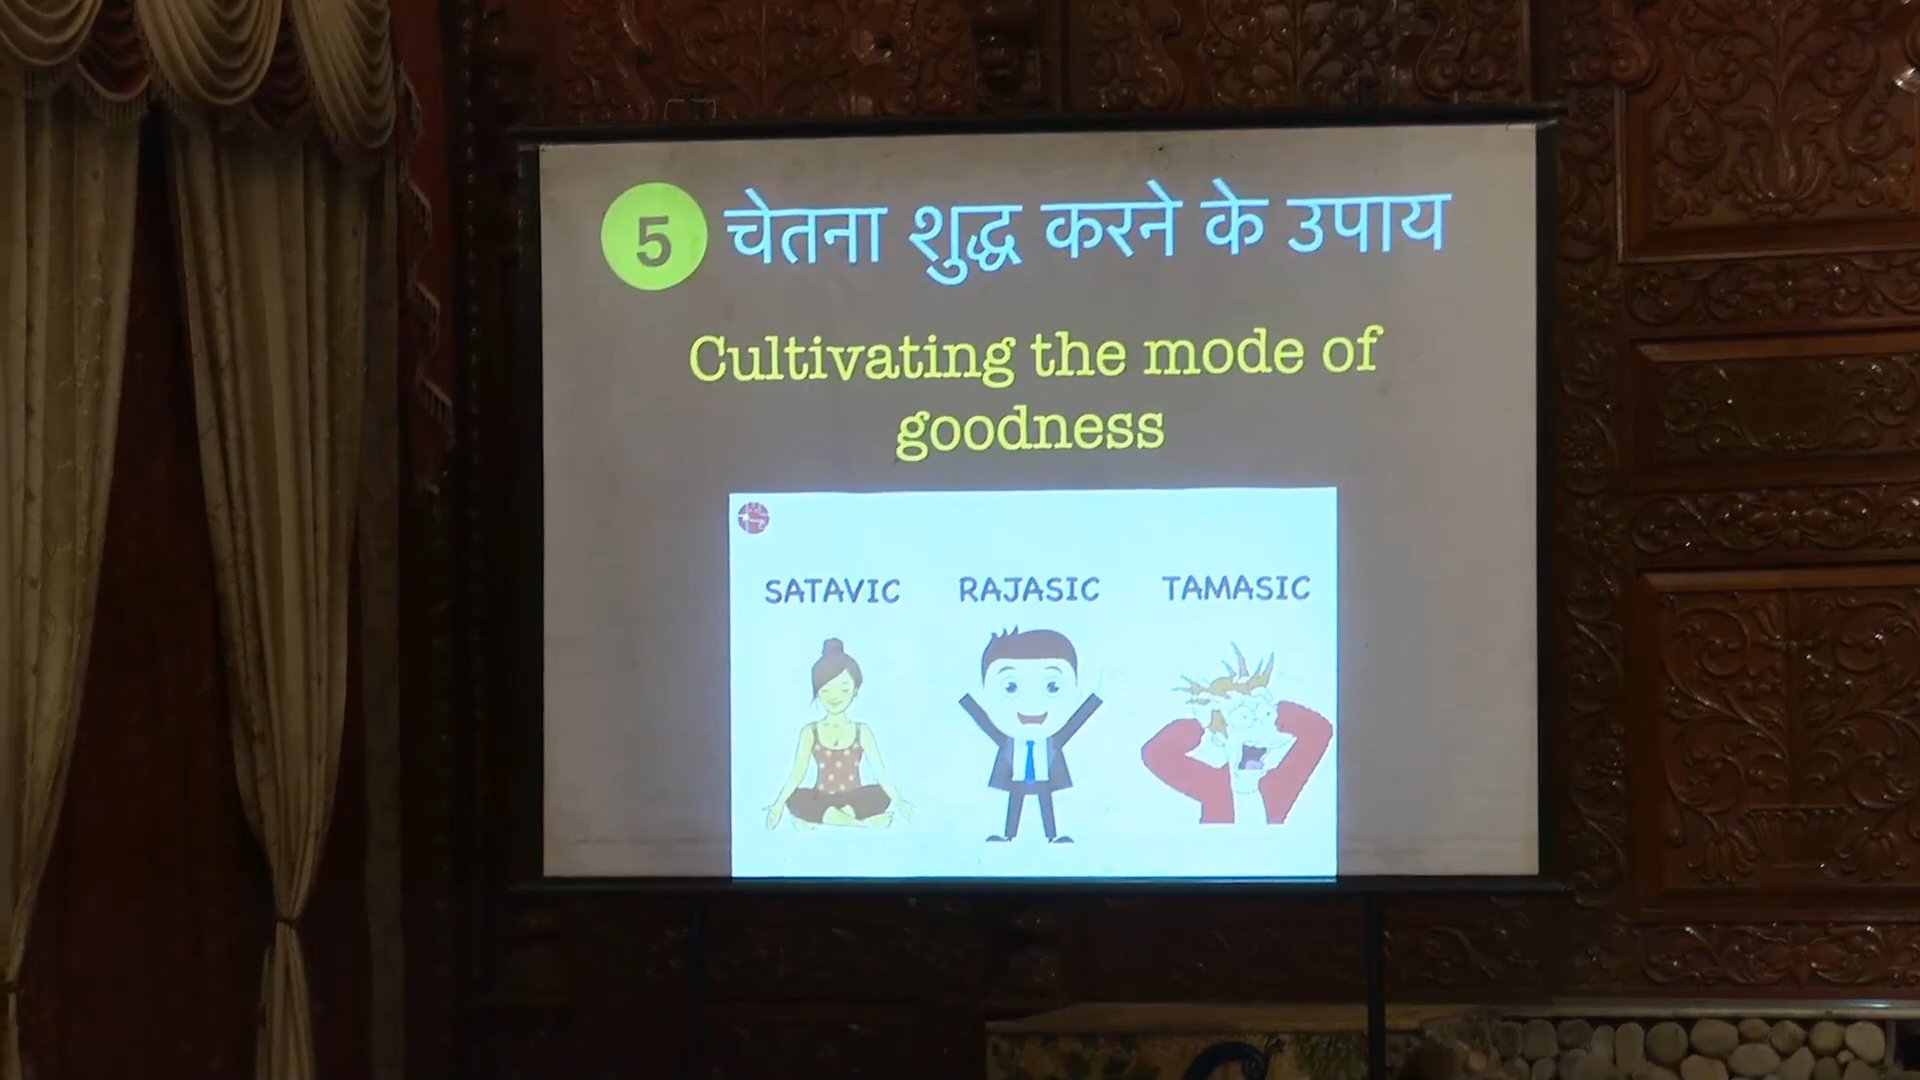 5 चेतना शुद्ध करने के उपाय
Cultivating the mode of
goodness
SATAVIC RAJASIC TAMASIC